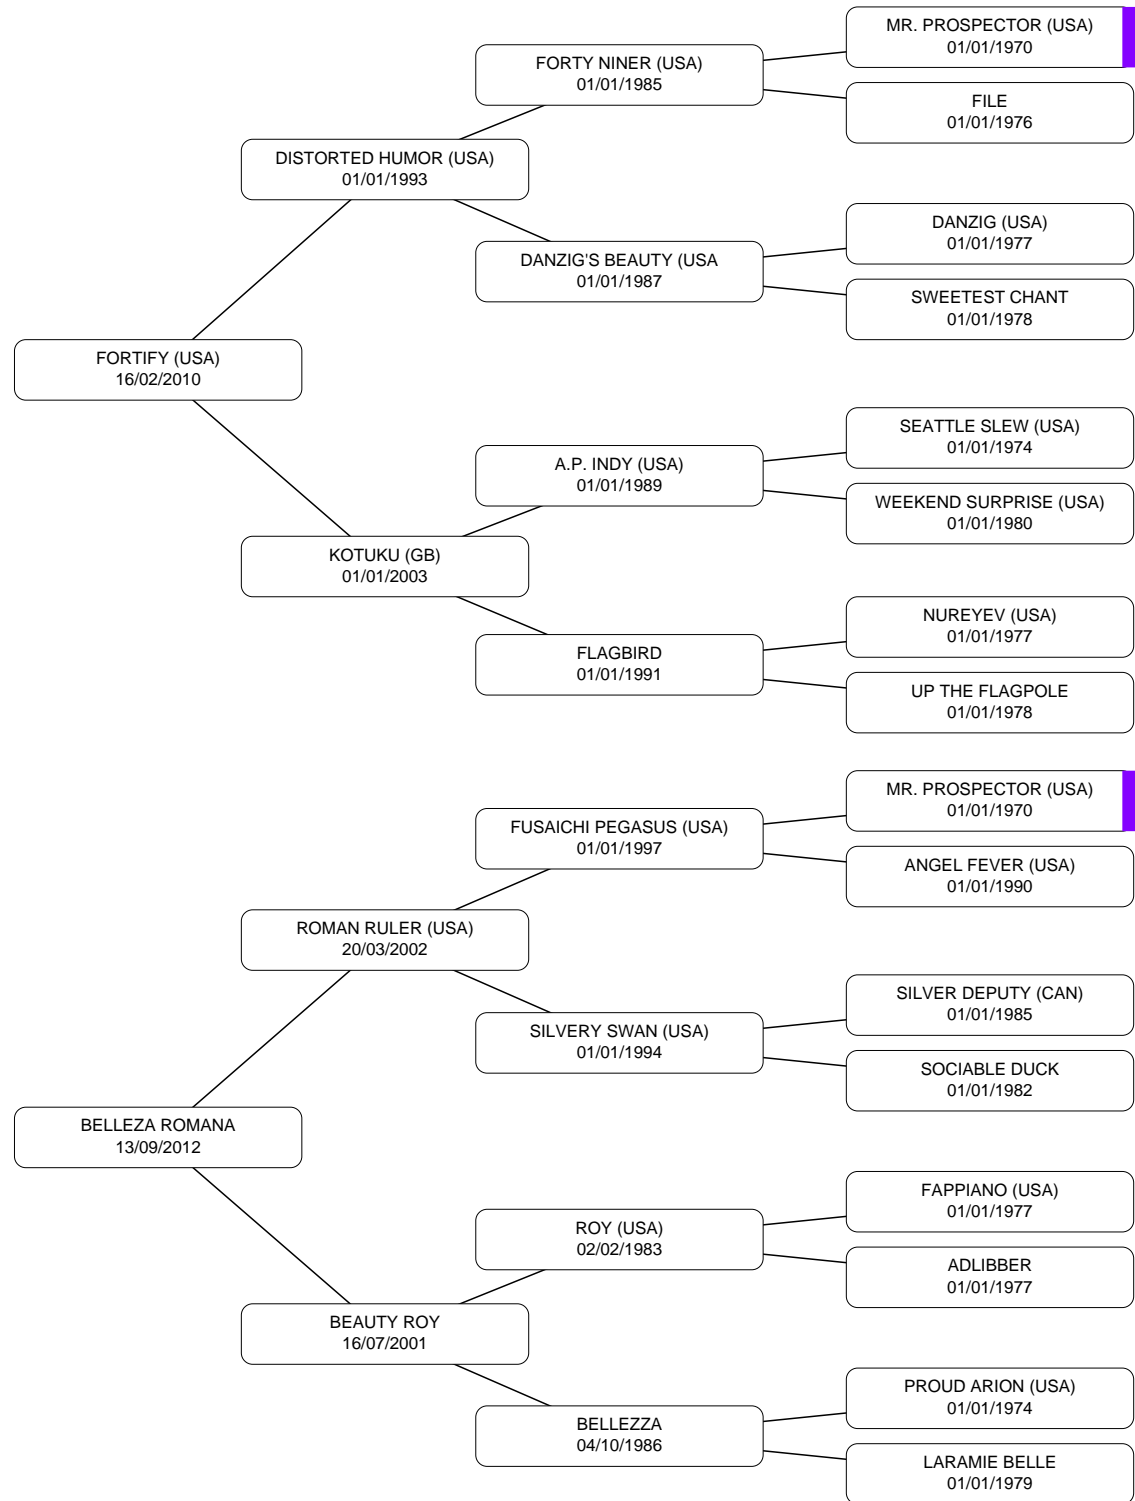 MR. PROSPECTOR (USA)
01/01/1970
FORTY NINER (USA)
01/01/1985
FILE
01/01/1976
DISTORTED HUMOR (USA)
01/01/1993
DANZIG (USA)
01/01/1977
DANZIG'S BEAUTY (USA
01/01/1987
SWEETEST CHANT
01/01/1978
FORTIFY (USA)
16/02/2010
SEATTLE SLEW (USA)
01/01/1974
A.P. INDY (USA)
01/01/1989
WEEKEND SURPRISE (USA)
01/01/1980
KOTUKU (GB)
01/01/2003
NUREYEV (USA)
01/01/1977
FLAGBIRD
01/01/1991
UP THE FLAGPOLE
01/01/1978
MR. PROSPECTOR (USA)
01/01/1970
FUSAICHI PEGASUS (USA)
01/01/1997
ANGEL FEVER (USA)
01/01/1990
ROMAN RULER (USA)
20/03/2002
SILVER DEPUTY (CAN)
01/01/1985
SILVERY SWAN (USA)
01/01/1994
SOCIABLE DUCK
01/01/1982
BELLEZA ROMANA
13/09/2012
FAPPIANO (USA)
01/01/1977
ROY (USA)
02/02/1983
ADLIBBER
01/01/1977
BEAUTY ROY
16/07/2001
PROUD ARION (USA)
01/01/1974
BELLEZZA
04/10/1986
LARAMIE BELLE
01/01/1979